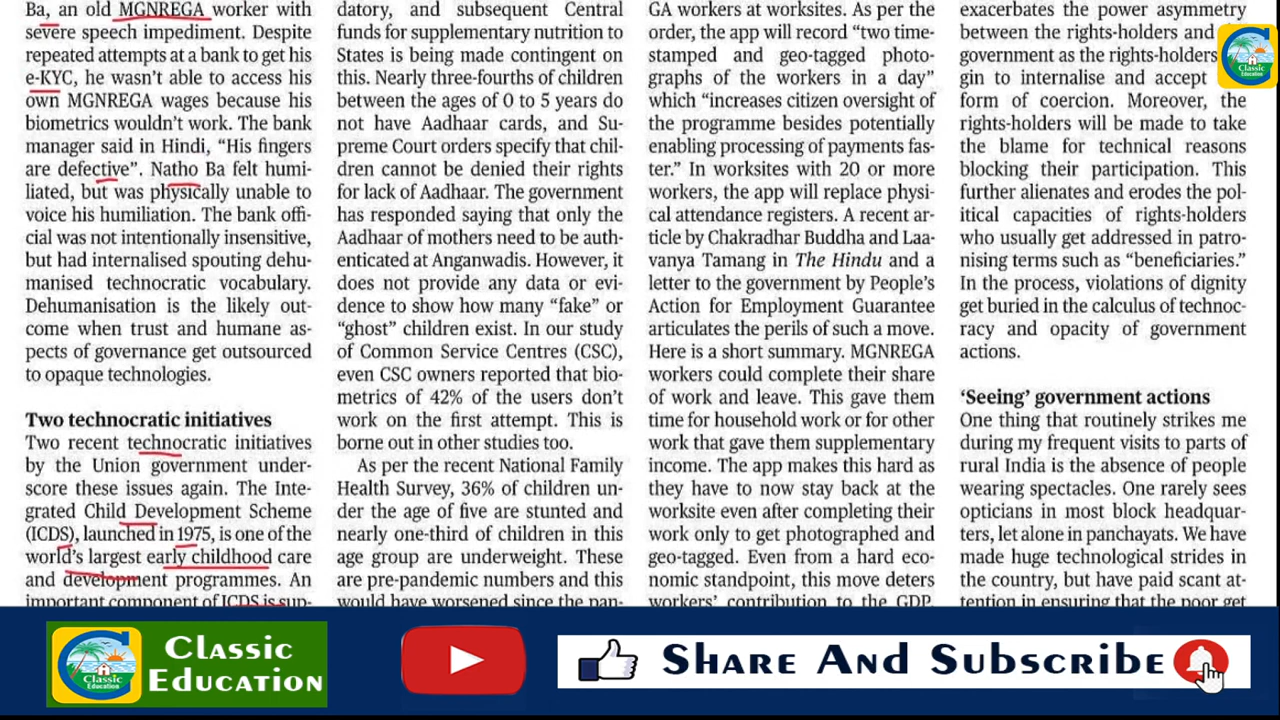 Ba, an old MGNREGA worker with
severe speech impediment. Despite
repeated attempts at a bank to get his
e-KYC, he wasn't able to access his
own MGNREGA wages because his
biometrics wouldn't work. The bank
manager said in Hindi, “His fingers
are defective”. Natho Ba felt humi-
liated, but was physically unable to
voice his humiliation. The bank offi-
cial was not intentionally insensitive,
but had internalised spouting dehu-
manised technocratic vocabulary.
Dehumanisation is the likely out-
come when trust and humane as-
pects of governance get outsourced
to opaque technologies.
Two technocratic initiatives
Two recent technocratic initiatives
by the Union government under-
score these issues again. The Inte-
grated Child Development Scheme
(ICDS), launched in 1975, is one of the
world's largest early childhood care
and development programmes. An
important component of ICDS is sup-
datory, and subsequent Central
funds for supplementary nutrition to
States is being made contingent on
this. Nearly three-fourths of children
between the ages of 0 to 5 years do
not have Aadhaar cards, and Su-
preme Court orders specify that chil-
dren cannot be denied their rights
for lack of Aadhaar. The government
has responded saying that only the
Aadhaar of mothers need to be auth-
enticated at Anganwadis. However, it
does not provide any data or evi-
dence to show how many “fake” or
“ghost” children exist. In our study
of Common Service Centres (CSC),
even CSC owners reported that bio-
metrics of 42% of the users don't
work on the first attempt. This is
borne out in other studies too.
As per the recent National Family
Health Survey, 36% of children un-
der the age of five are stunted and
nearly one-third of children in this
age group are underweight. These
are pre-pandemic numbers and this
would have worsened since the pan-
GA workers at worksites. As per the
order, the app will record “two time-
stamped and geo-tagged photo-
graphs of the workers in a day”
which “increases citizen oversight of
the programme besides potentially
enabling processing of payments fas-
ter.” In worksites with 20 or more
workers, the app will replace physi-
cal attendance registers. A recent ar-
ticle by Chakradhar Buddha and Laa-
vanya Tamang in The Hindu and a
letter to the government by People's
Action for Employment Guarantee
articulates the perils of such a move.
Here is a short summary. MGNREGA
workers could complete their share
of work and leave. This gave them
time for household work or for other
work that gave them supplementary
income. The app makes this hard as
they have to now stay back at the
worksite even after completing their
work only to get photographed and
geo-tagged. Even from a hard eco-
nomic standpoint, this move deters
workers' contribution to the GDP.
exacerbates the power asymmetry
between the rights-holders and
government as the rights-holders
gin to internalise and accept
form of coercion. Moreover, the
rights-holders will be made to take
the blame for technical reasons
blocking their participation. This
further alienates and erodes the pol-
itical capacities of rights-holders
who usually get addressed in patro-
nising terms such as “beneficiaries.”
In the process, violations of dignity
get buried in the calculus of technoc-
racy and opacity of government
actions.
‘Seeing’ government actions
One thing that routinely strikes me
during my frequent visits to parts of
rural India is the absence of people
wearing spectacles. One rarely sees
opticians in most block headquar-
ters, let alone in panchayats. We have
made huge technological strides in
the country, but have paid scant at-
tention in ensuring that the poor get
Classic
Education
Classic
Education
Classic
Education
Share And Subscribe